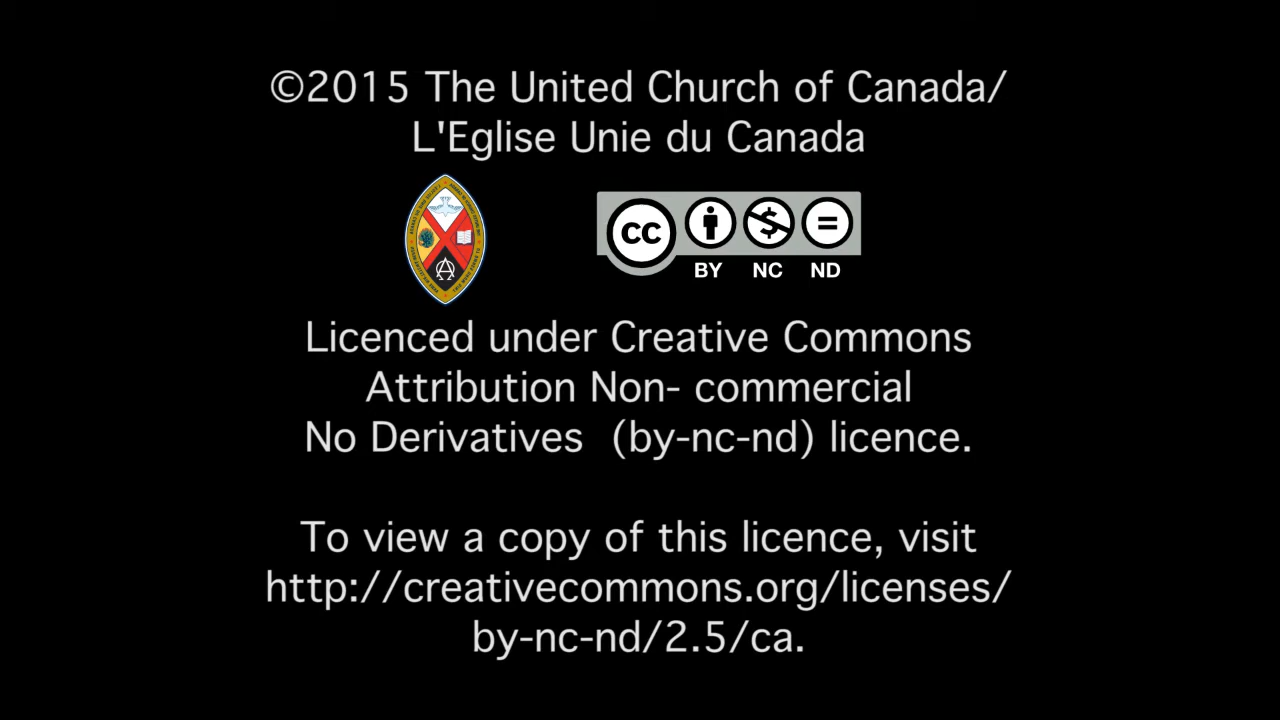 ©2015 The United Church of Canada/
L'Eglise Unie du Canada
CC
BY NC ND
Licenced under Creative Commons
Attribution Non- commercial
No Derivatives (by-nc-nd) licence.
To view a copy of this licence, visit
http://creativecommons.org/licenses/
by-nc-nd/2.5/ca.